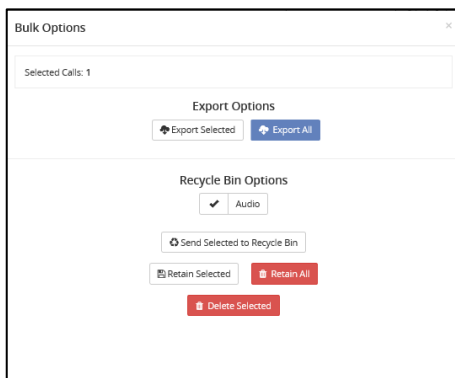 Bulk Options ×
Selected Calls: 1
Export Options
Export Selected Export All
Recycle Bin Options
Audio
Send Selected to Recycle Bin
Retain Selected Retain All
Delete Selected